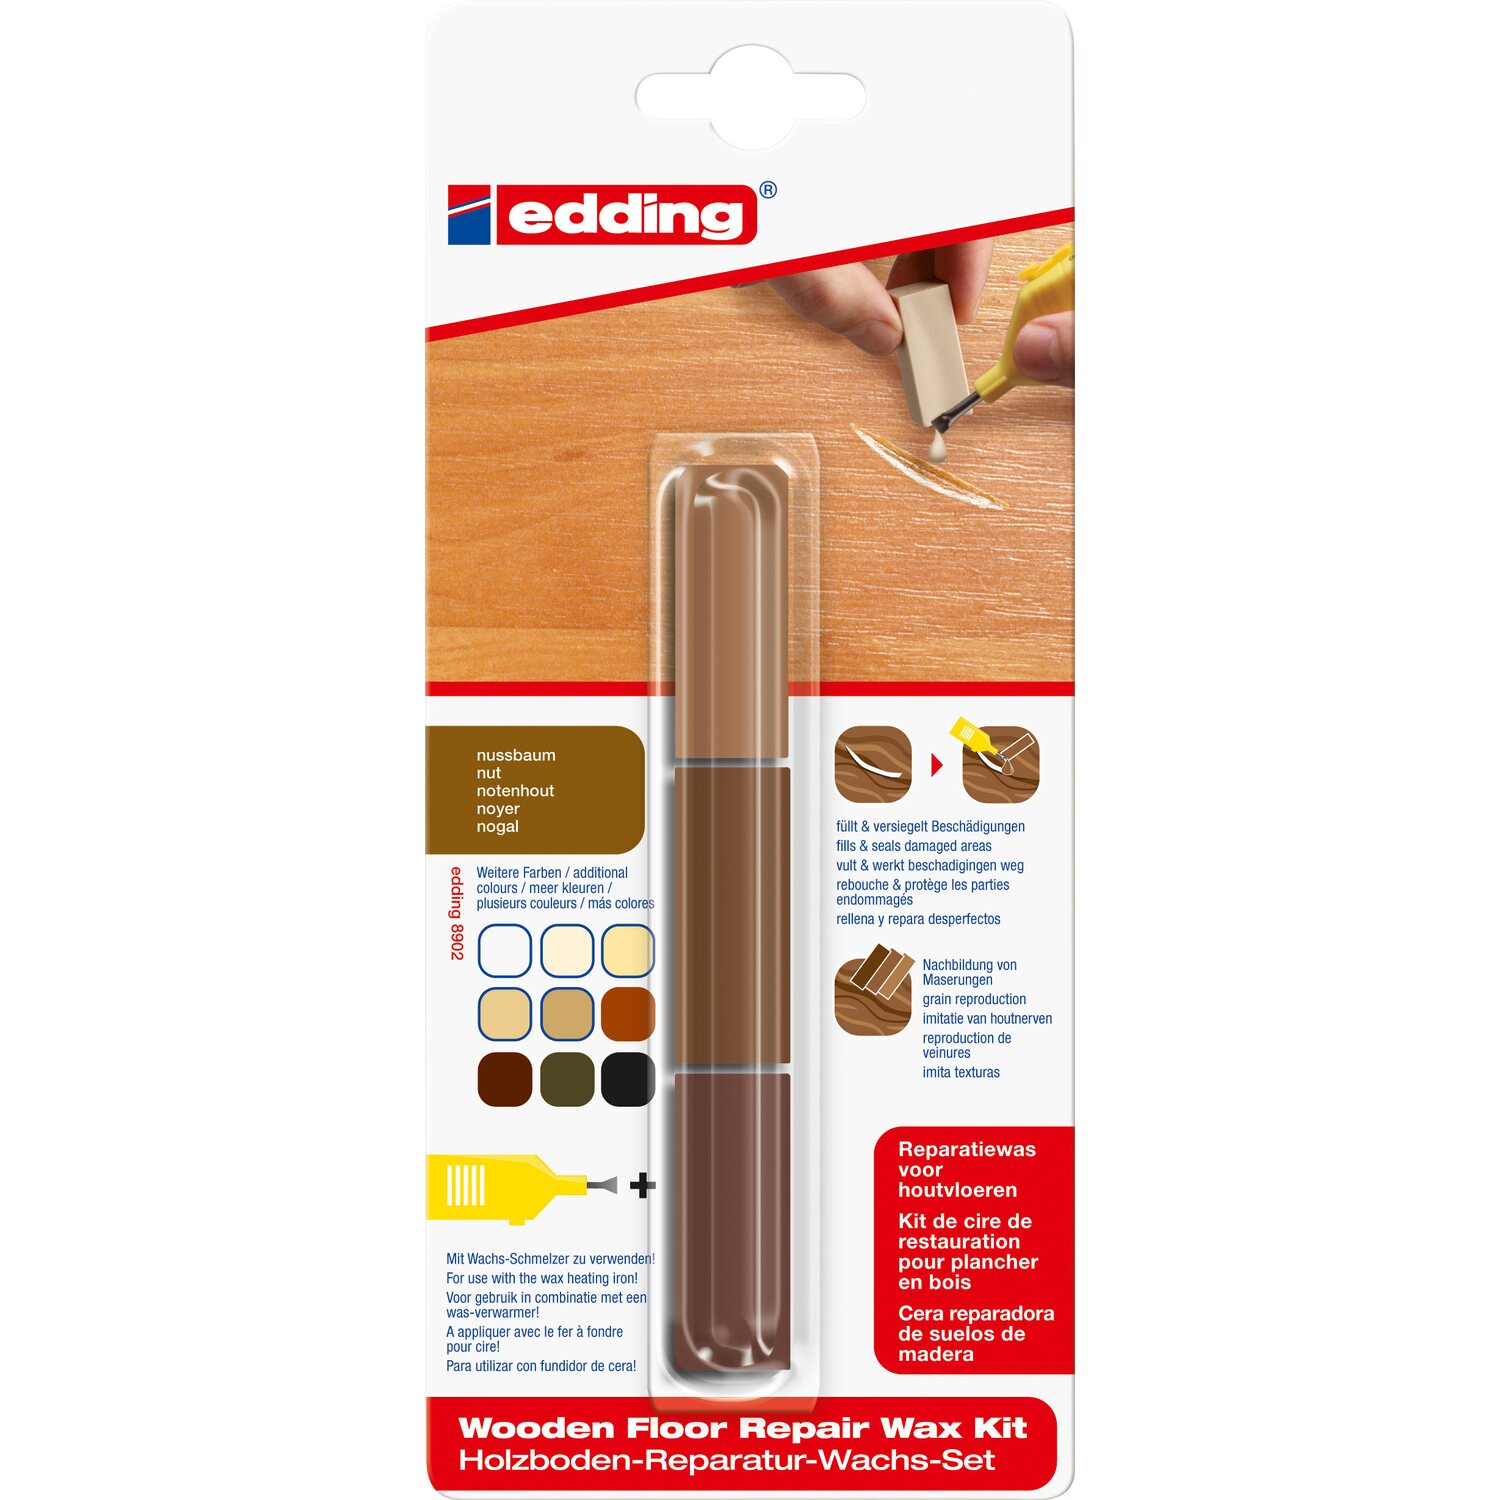 edding®
nussbaum
nut
notenhout
noyer
nogal
edding 8902
Weitere Farben / additional
colours / meer kleuren /
plusieurs couleurs / más colores
füllt & versiegelt Beschädigungen
fills & seals damaged areas
vult & werkt beschadigingen weg
rebouche & protège les parties
endommagés
rellena y repara desperfectos
Nachbildung von
Maserungen
grain reproduction
imitatie van houtnerven
reproduction de
veinures
imita texturas
+
Mit Wachs-Schmelzer zu verwenden!
For use with the wax heating iron!
Voor gebruik in combinatie met een
was-verwarmer!
A appliquer avec le fer à fondre
pour cire!
Para utilizar con fundidor de cera!
Reparatiewas
voor
houtvloeren
Kit de cire de
restauration
pour plancher
en bois
Cera reparadora
de suelos de
madera
Wooden Floor Repair Wax Kit
Holzboden-Reparatur-Wachs-Set